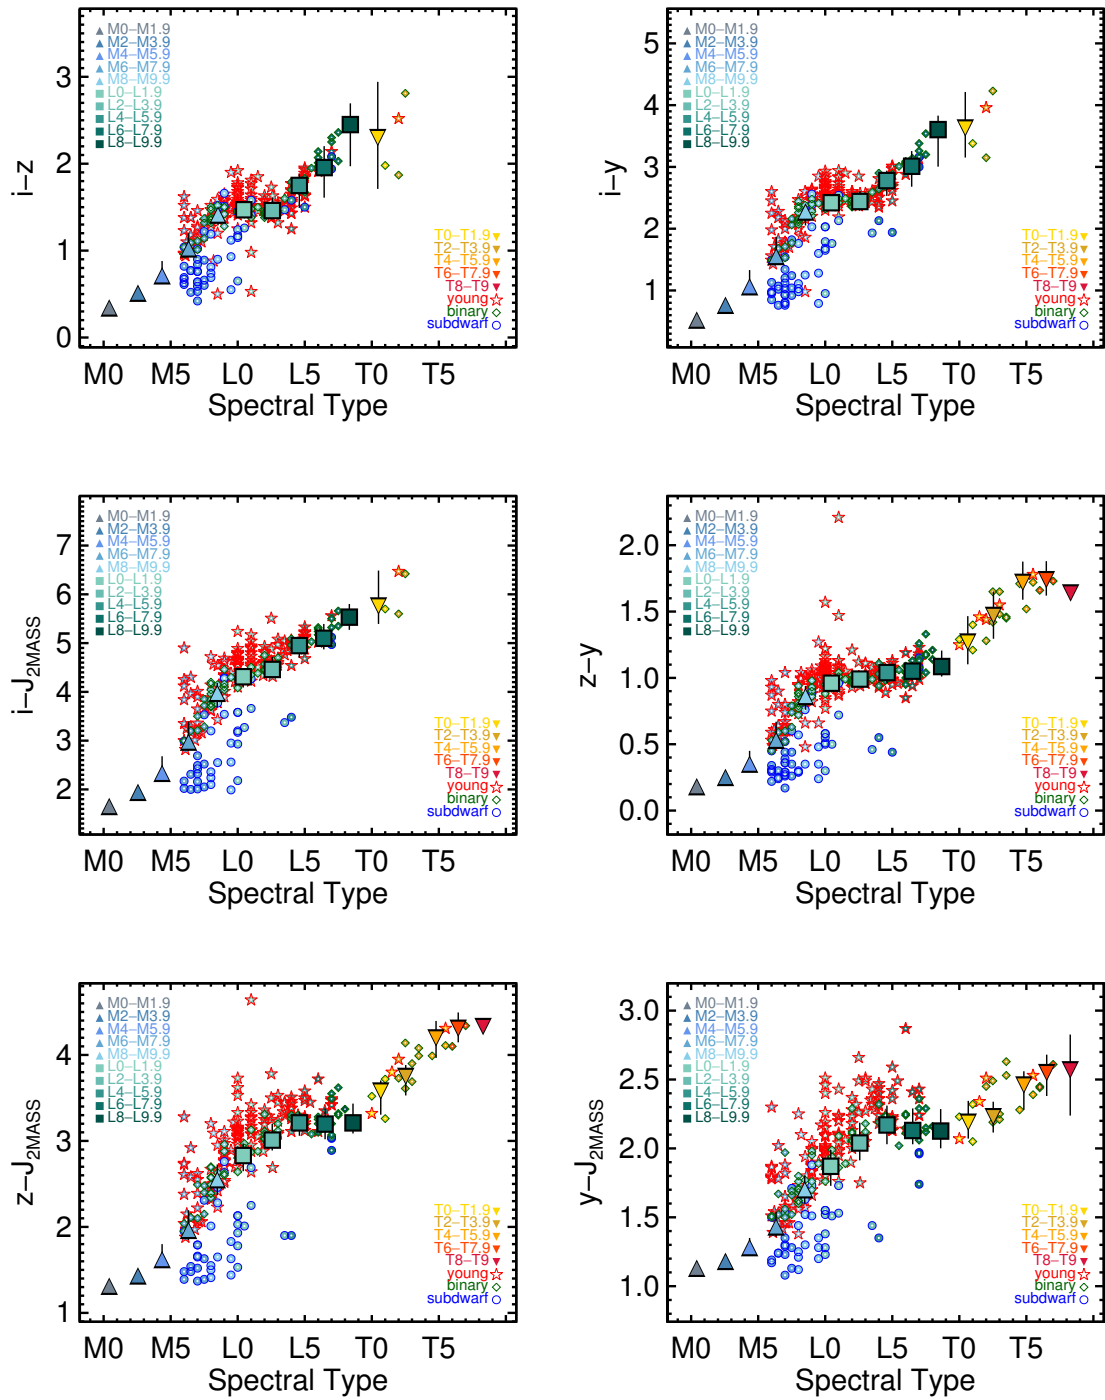 M0–M1.9
M2–M3.9
M4–M5.9
M6–M7.9
M8–M9.9
L0–L1.9
L2–L3.9
L4–L5.9
L6–L7.9
L8–L9.9
T0–T1.9
T2–T3.9
T4–T5.9
T6–T7.9
T8–T9
young
binary
subdwarf
3
2
1
0
i–z
M0 M5 L0 L5 T0 T5
Spectral Type
M0–M1.9
M2–M3.9
M4–M5.9
M6–M7.9
M8–M9.9
L0–L1.9
L2–L3.9
L4–L5.9
L6–L7.9
L8–L9.9
T0–T1.9
T2–T3.9
T4–T5.9
T6–T7.9
T8–T9
young
binary
subdwarf
5
4
3
2
1
i–y
M0 M5 L0 L5 T0 T5
Spectral Type
M0–M1.9
M2–M3.9
M4–M5.9
M6–M7.9
M8–M9.9
L0–L1.9
L2–L3.9
L4–L5.9
L6–L7.9
L8–L9.9
T0–T1.9
T2–T3.9
T4–T5.9
T6–T7.9
T8–T9
young
binary
subdwarf
7
6
5
4
3
2
i–J2MASS
M0 M5 L0 L5 T0 T5
Spectral Type
M0–M1.9
M2–M3.9
M4–M5.9
M6–M7.9
M8–M9.9
L0–L1.9
L2–L3.9
L4–L5.9
L6–L7.9
L8–L9.9
T0–T1.9
T2–T3.9
T4–T5.9
T6–T7.9
T8–T9
young
binary
subdwarf
2.0
1.5
1.0
0.5
0.0
z–y
M0 M5 L0 L5 T0 T5
Spectral Type
M0–M1.9
M2–M3.9
M4–M5.9
M6–M7.9
M8–M9.9
L0–L1.9
L2–L3.9
L4–L5.9
L6–L7.9
L8–L9.9
T0–T1.9
T2–T3.9
T4–T5.9
T6–T7.9
T8–T9
young
binary
subdwarf
4
3
2
1
z–J2MASS
M0 M5 L0 L5 T0 T5
Spectral Type
M0–M1.9
M2–M3.9
M4–M5.9
M6–M7.9
M8–M9.9
L0–L1.9
L2–L3.9
L4–L5.9
L6–L7.9
L8–L9.9
T0–T1.9
T2–T3.9
T4–T5.9
T6–T7.9
T8–T9
young
binary
subdwarf
3.0
2.5
2.0
1.5
1.0
y–J2MASS
M0 M5 L0 L5 T0 T5
Spectral Type